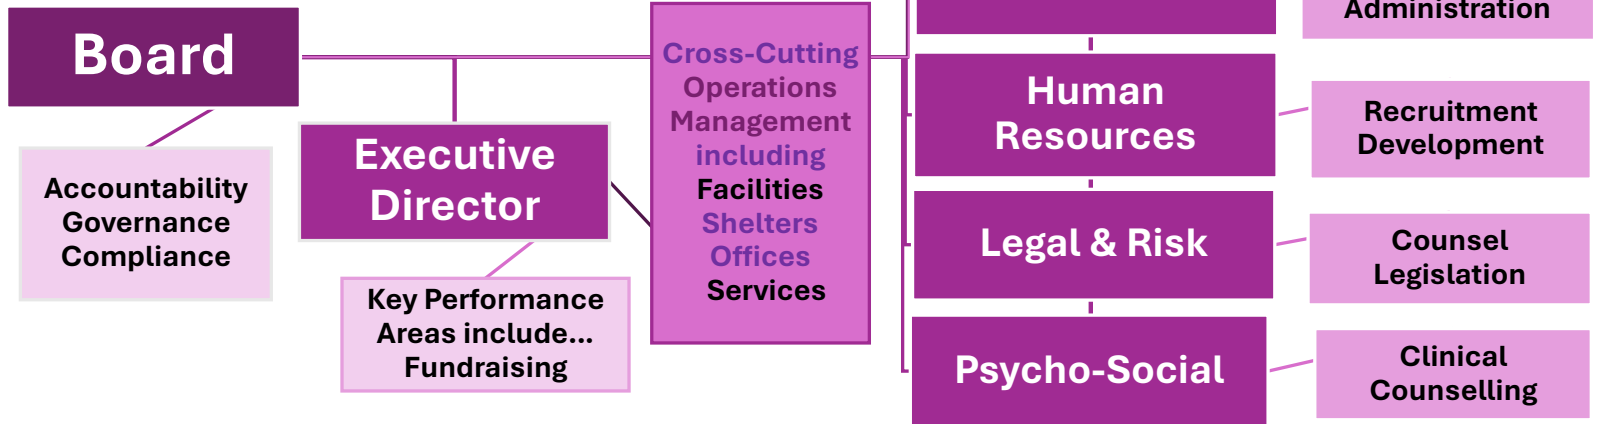 Board
Accountability
Governance
Compliance
Executive
Director
Key Performance
Areas include...
Fundraising
Cross-Cutting
Operations
Management
including
Facilities
Shelters
Offices
Services
Administration
Human
Resources
Recruitment
Development
Legal & Risk
Counsel
Legislation
Psycho-Social
Clinical
Counselling